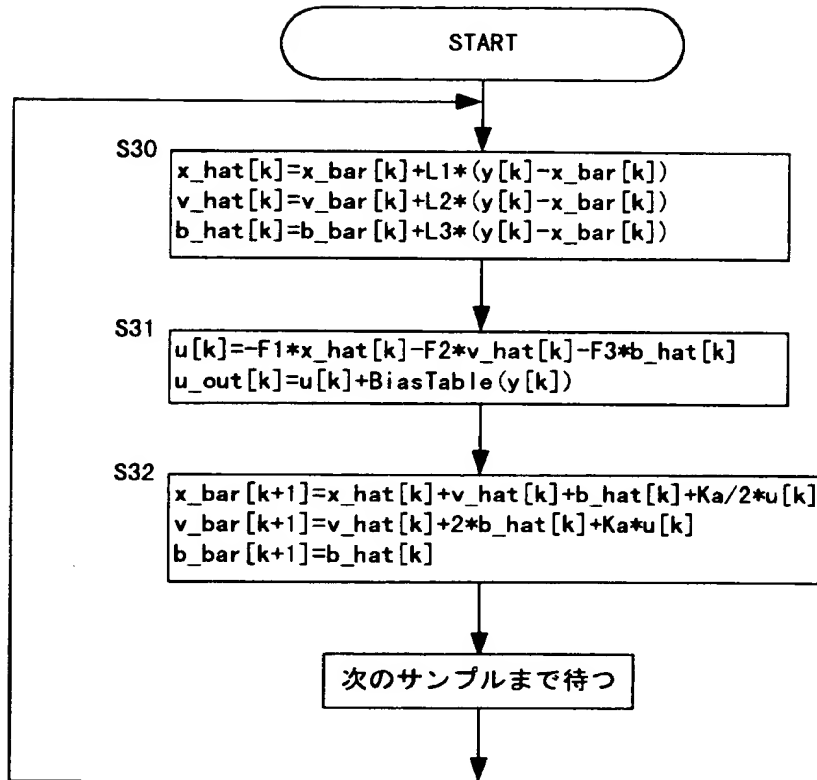 START
S30
x_hat[k]=x_bar[k]+L1*(y[k]-x_bar[k])
v_hat[k]=v_bar[k]+L2*(y[k]-x_bar[k])
b_hat[k]=b_bar[k]+L3*(y[k]-x_bar[k])
S31
u[k]=-F1*x_hat[k]-F2*v_hat[k]-F3*b_hat[k]
u_out[k]=u[k]+BiasTable(y[k])
S32
x_bar[k+1]=x_hat[k]+v_hat[k]+b_hat[k]+Ka/2*u[k]
v_bar[k+1]=v_hat[k]+2*b_hat[k]+Ka*u[k]
b_bar[k+1]=b_hat[k]
次のサンプルまで待つ